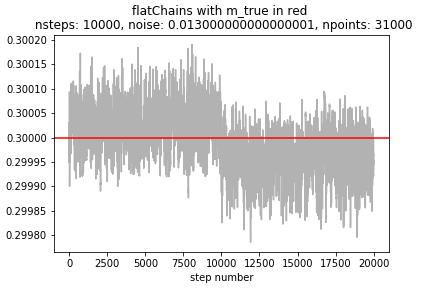 flatChains with m_true in red
nsteps: 10000, noise: 0.013000000000000001, npoints: 31000
0.30020
0.30015
0.30010
0.30005
0.30000
0.29995
0.29990
0.29985
0.29980
0 2500 5000 7500 10000 12500 15000 17500 20000
step number